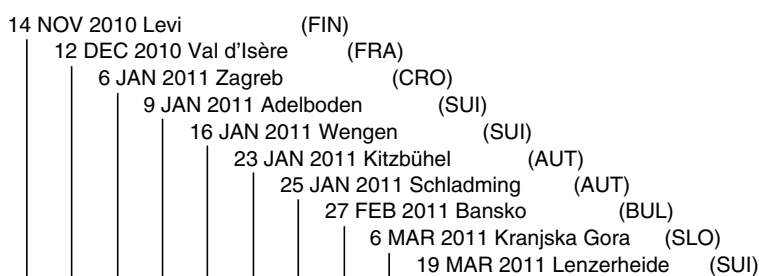 14 NOV 2010 Levi (FIN)
12 DEC 2010 Val d'Isère (FRA)
6 JAN 2011 Zagreb (CRO)
9 JAN 2011 Adelboden (SUI)
16 JAN 2011 Wengen (SUI)
23 JAN 2011 Kitzbühel (AUT)
25 JAN 2011 Schladming (AUT)
27 FEB 2011 Bansko (BUL)
6 MAR 2011 Kranjska Gora (SLO)
19 MAR 2011 Lenzerheide (SUI)